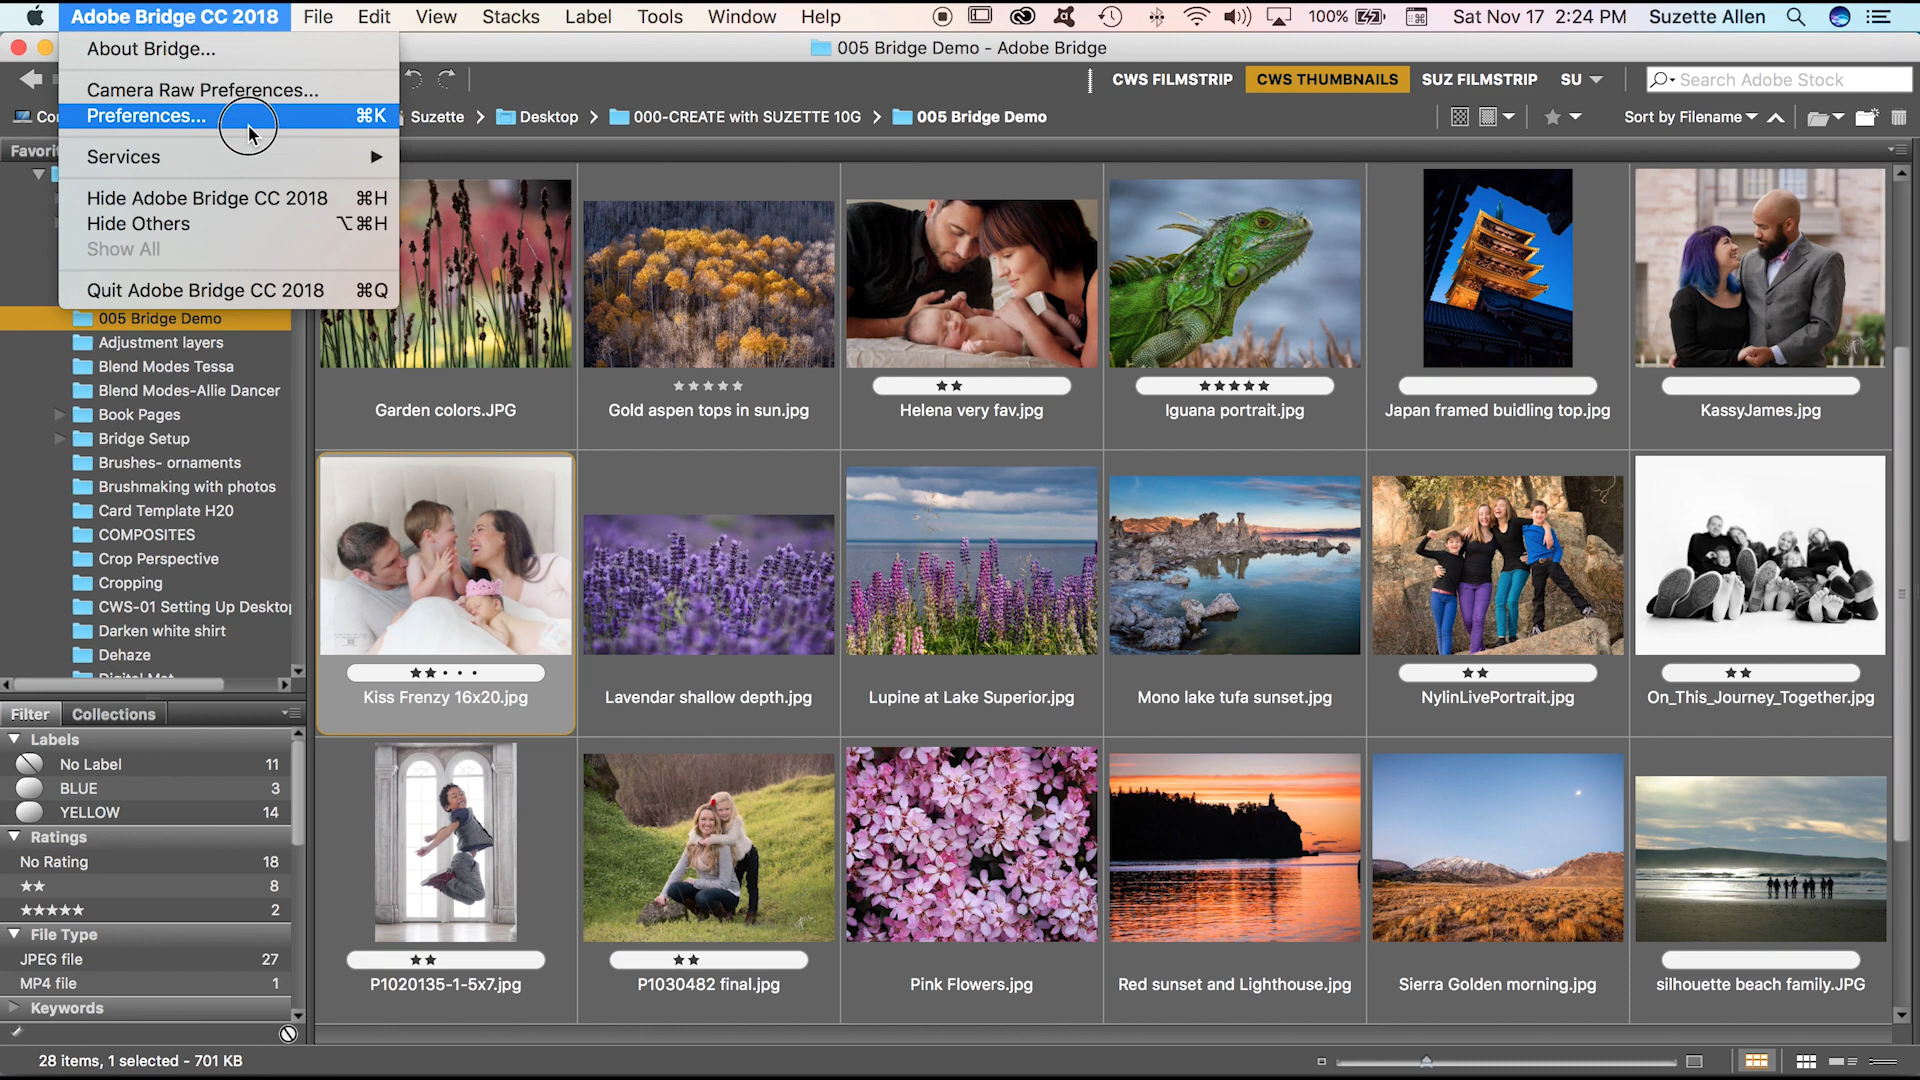 Adobe Bridge CC 2018 File Edit View Stacks Label Tools Window Help 100% Sat Nov 17 2:24 PM Suzette Allen
About Bridge...
005 Bridge Demo - Adobe Bridge
Camera Raw Preferences...
CWS FILMSTRIP CWS THUMBNAILS SUZ FILMSTRIP SU Search Adobe Stock
Preferences... ⌘K
Suzette Desktop 000-CREATE with SUZETTE 10G 005 Bridge Demo Sort by Filename
Services
Hide Adobe Bridge CC 2018 ⌘H
Hide Others ⌥⌘H
Show All
Quit Adobe Bridge CC 2018 ⌘Q
005 Bridge Demo
Adjustment layers
Blend Modes Tessa
Blend Modes-Allie Dancer
Book Pages
Bridge Setup
Brushes- ornaments
Brushmaking with photos
Card Template H20
COMPOSITES
Crop Perspective
Cropping
CWS-01 Setting Up
Darken white shirt
Dehaze
Filter Collections
Labels
No Label 11
BLUE 3
YELLOW 14
Ratings
No Rating 18
★★ 8
★★★★★ 2
File Type
JPEG file 27
MP4 file 1
Keywords
Garden colors.JPG
★★★★★
Gold aspen tops in sun.jpg
★★
Helena very fav.jpg
★★★★★
Iguana portrait.jpg
Japan framed buidling top.jpg
KassyJames.jpg
★★•••
Kiss Frenzy 16x20.jpg
Lavendar shallow depth.jpg
Lupine at Lake Superior.jpg
Mono lake tufa sunset.jpg
★★
NylinLivePortrait.jpg
★★
On_This_Journey_Together.jpg
★★
P1020135-1-5x7.jpg
★★
P1030482 final.jpg
Pink Flowers.jpg
Red sunset and Lighthouse.jpg
Sierra Golden morning.jpg
silhouette beach family.JPG
28 items, 1 selected - 701 KB